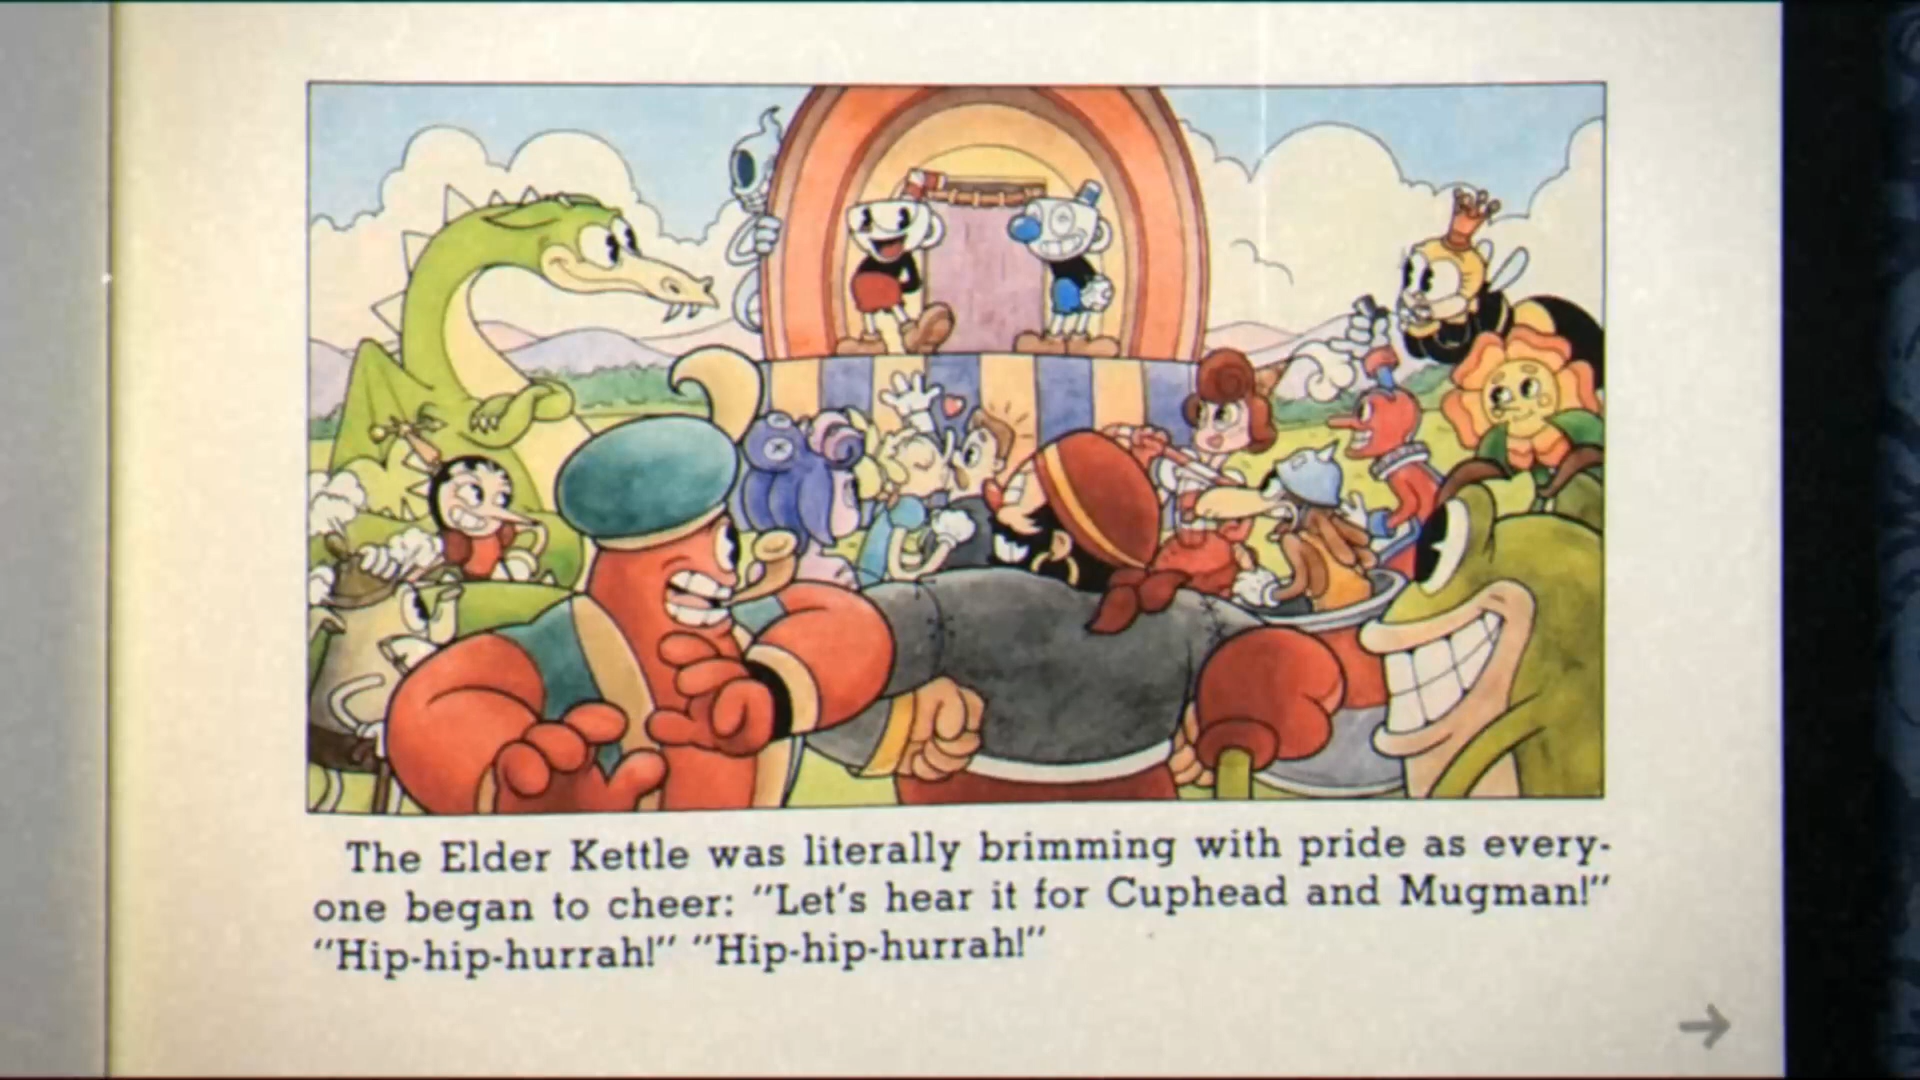 The Elder Kettle was literally brimming with pride as every-
one began to cheer: "Let's hear it for Cuphead and Mugman!"
"Hip-hip-hurrah!" "Hip-hip-hurrah!"